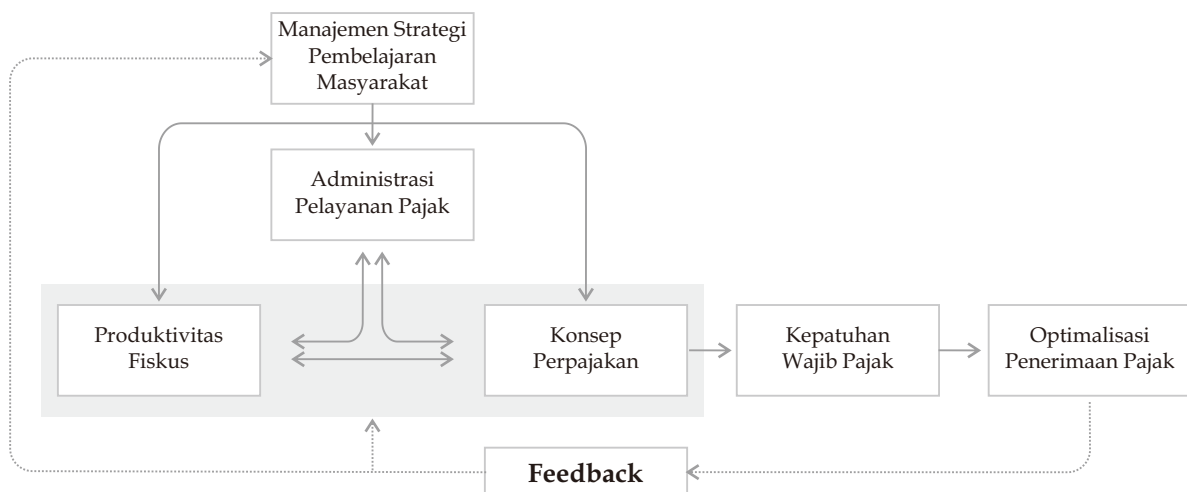 Manajemen Strategi
Pembelajaran
Masyarakat
Administrasi
Pelayanan Pajak
Produktivitas
Fiskus
Konsep
Perpajakan
Kepatuhan
Wajib Pajak
Optimalisasi
Penerimaan Pajak
Feedback